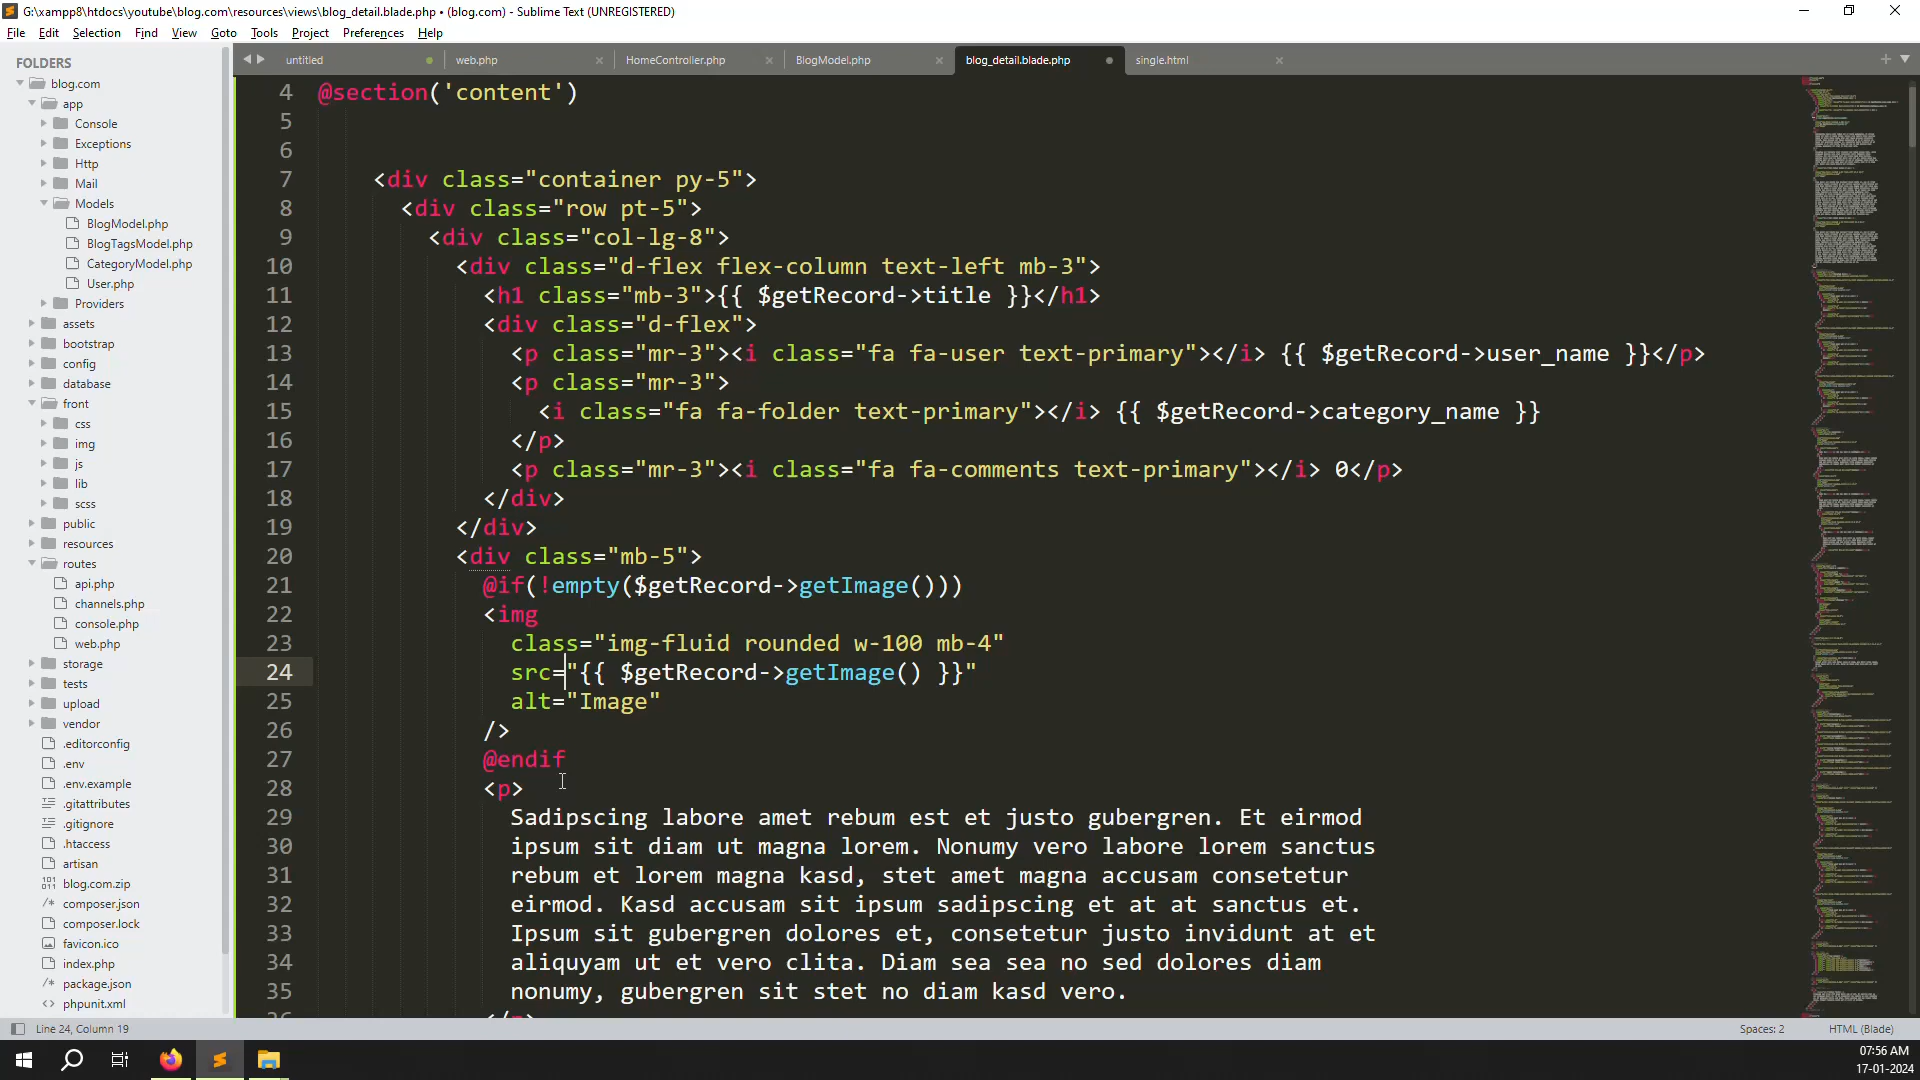 G:\xampp8\htdocs\youtube\blog.com\resources\views\blog_detail.blade.php • (blog.com) - Sublime Text (UNREGISTERED)
File Edit Selection Find View Goto Tools Project Preferences Help
FOLDERS
blog.com
app
Console
Exceptions
Http
Mail
Models
BlogModel.php
BlogTagsModel.php
CategoryModel.php
User.php
Providers
assets
bootstrap
config
database
front
css
img
js
lib
scss
public
resources
routes
api.php
channels.php
console.php
web.php
storage
tests
upload
vendor
.editorconfig
.env
.env.example
.gitattributes
.gitignore
.htaccess
artisan
blog.com.zip
composer.json
composer.lock
favicon.ico
index.php
package.json
phpunit.xml
untitled web.php HomeController.php BlogModel.php blog_detail.blade.php single.html
4 @section('content')
5
6
7 <div class="container py-5">
8 <div class="row pt-5">
9 <div class="col-lg-8">
10 <div class="d-flex flex-column text-left mb-3">
11 <h1 class="mb-3">{{ $getRecord->title }}</h1>
12 <div class="d-flex">
13 <p class="mr-3"><i class="fa fa-user text-primary"></i> {{ $getRecord->user_name }}</p>
14 <p class="mr-3">
15 <i class="fa fa-folder text-primary"></i> {{ $getRecord->category_name }}
16 </p>
17 <p class="mr-3"><i class="fa fa-comments text-primary"></i> 0</p>
18 </div>
19 </div>
20 <div class="mb-5">
21 @if(!empty($getRecord->getImage()))
22 <img
23 class="img-fluid rounded w-100 mb-4"
24 src="{{ $getRecord->getImage() }}"
25 alt="Image"
26 />
27 @endif
28 <p>
29 Sadipscing labore amet rebum est et justo gubergren. Et eirmod
30 ipsum sit diam ut magna lorem. Nonumy vero labore lorem sanctus
31 rebum et lorem magna kasd, stet amet magna accusam consetetur
32 eirmod. Kasd accusam sit ipsum sadipscing et at at sanctus et.
33 Ipsum sit gubergren dolores et, consetetur justo invidunt at et
34 aliquyam ut et vero clita. Diam sea sea no sed dolores diam
35 nonumy, gubergren sit stet no diam kasd vero.
Line 24, Column 19
Spaces: 2 HTML (Blade)
07:56 AM
17-01-2024